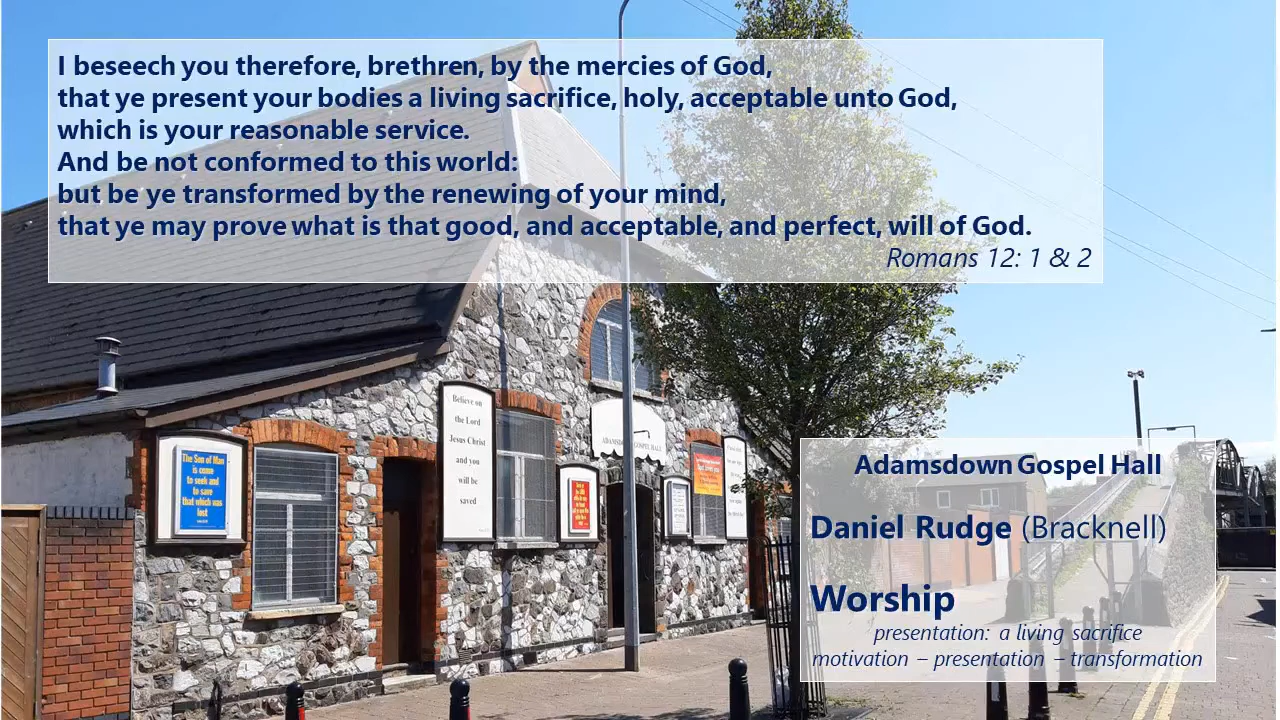 I beseech you therefore, brethren, by the mercies of God,
that ye present your bodies a living sacrifice, holy, acceptable unto God,
which is your reasonable service.
And be not conformed to this world:
but be ye transformed by the renewing of your mind,
that ye may prove what is that good, and acceptable, and perfect, will of God.
Romans 12: 1 & 2
Believe on
the Lord
Jesus Christ
and you
will be
saved
ADAMSDOWN GOSPEL HALL
The Son of Man
is come
to seek and
to save
that which was
lost
Adamsdown Gospel Hall
Daniel Rudge (Bracknell)
Worship
presentation: a living sacrifice
motivation – presentation – transformation